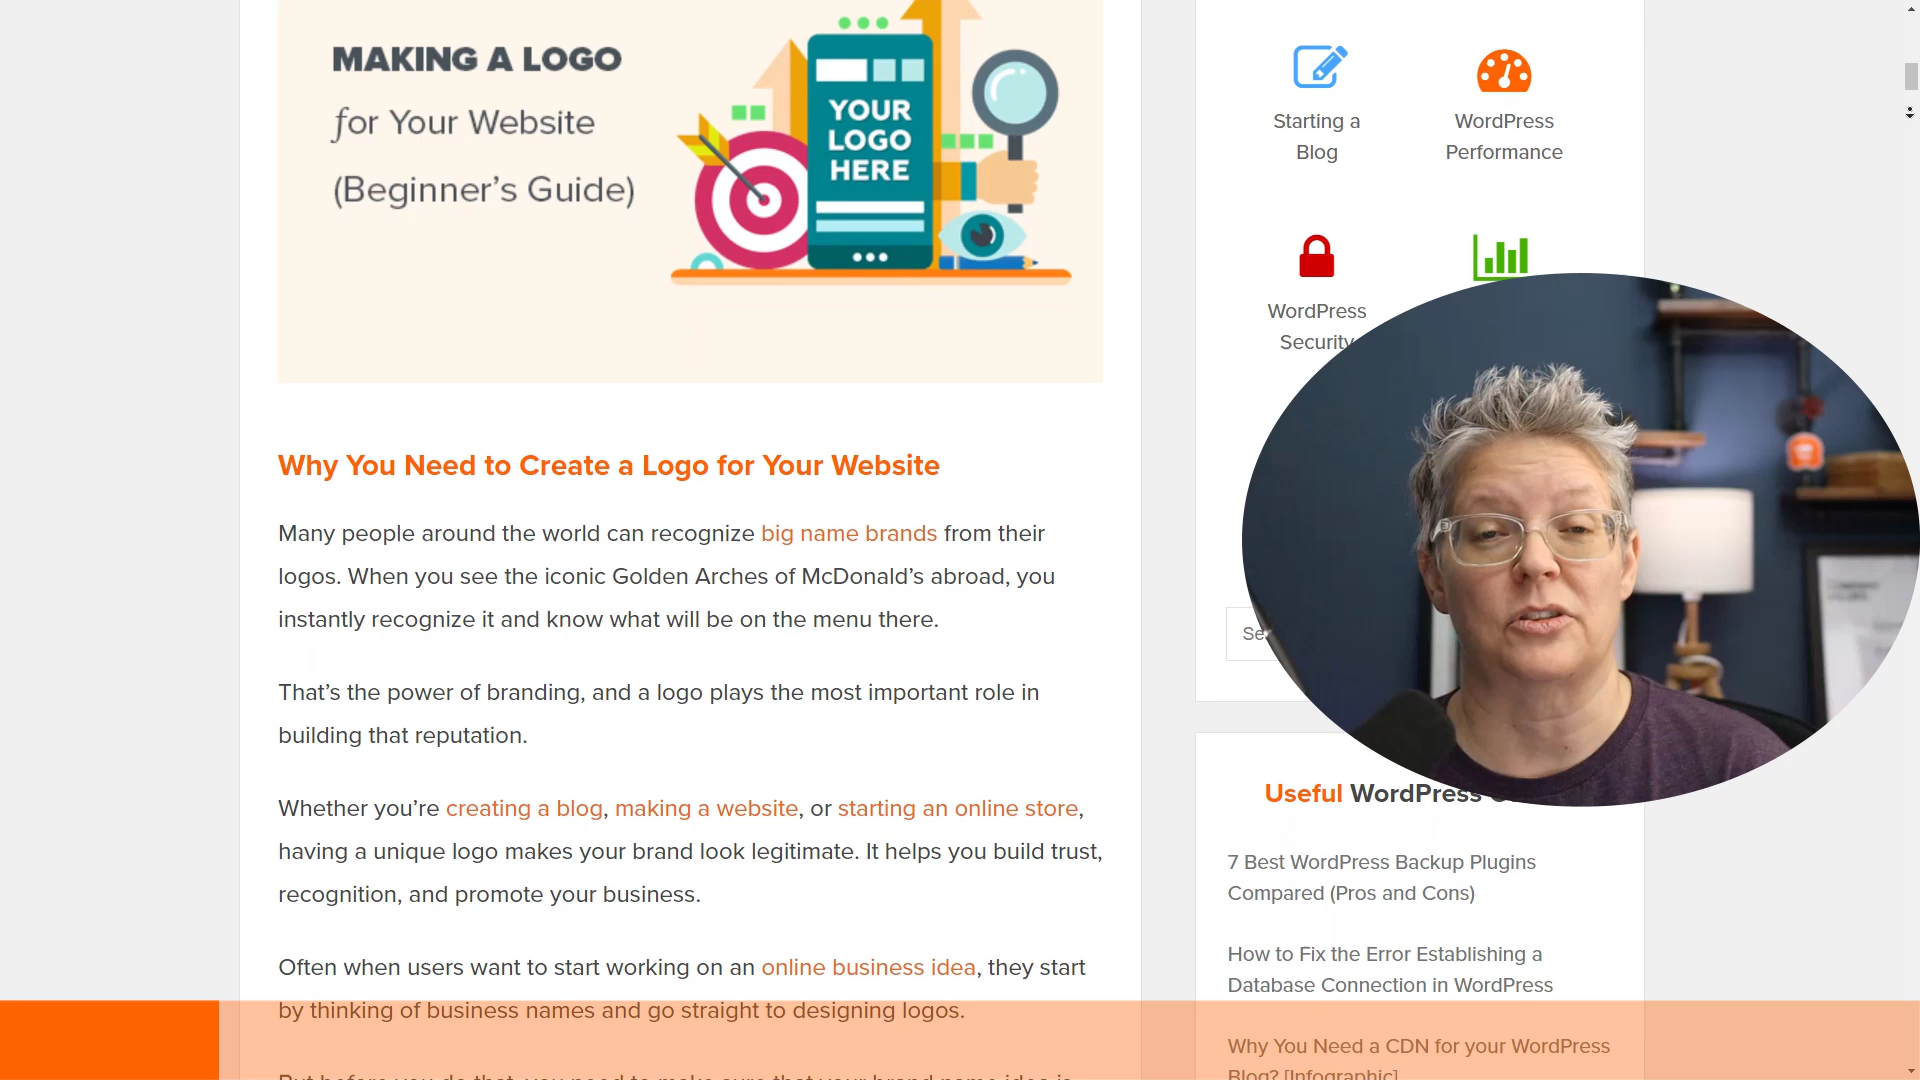 MAKING A LOGO
for Your Website
(Beginner’s Guide)
YOUR
LOGO
HERE
Why You Need to Create a Logo for Your Website
Many people around the world can recognize big name brands from their
logos. When you see the iconic Golden Arches of McDonald’s abroad, you
instantly recognize it and know what will be on the menu there.
That’s the power of branding, and a logo plays the most important role in
building that reputation.
Whether you’re creating a blog, making a website, or starting an online store,
having a unique logo makes your brand look legitimate. It helps you build trust,
recognition, and promote your business.
Often when users want to start working on an online business idea, they start
by thinking of business names and go straight to designing logos.
Starting a
Blog
WordPress
Performance
WordPress
Security
Useful WordPress
7 Best WordPress Backup Plugins
Compared (Pros and Cons)
How to Fix the Error Establishing a
Database Connection in WordPress
Why You Need a CDN for your WordPress
Blog? [Infographic]